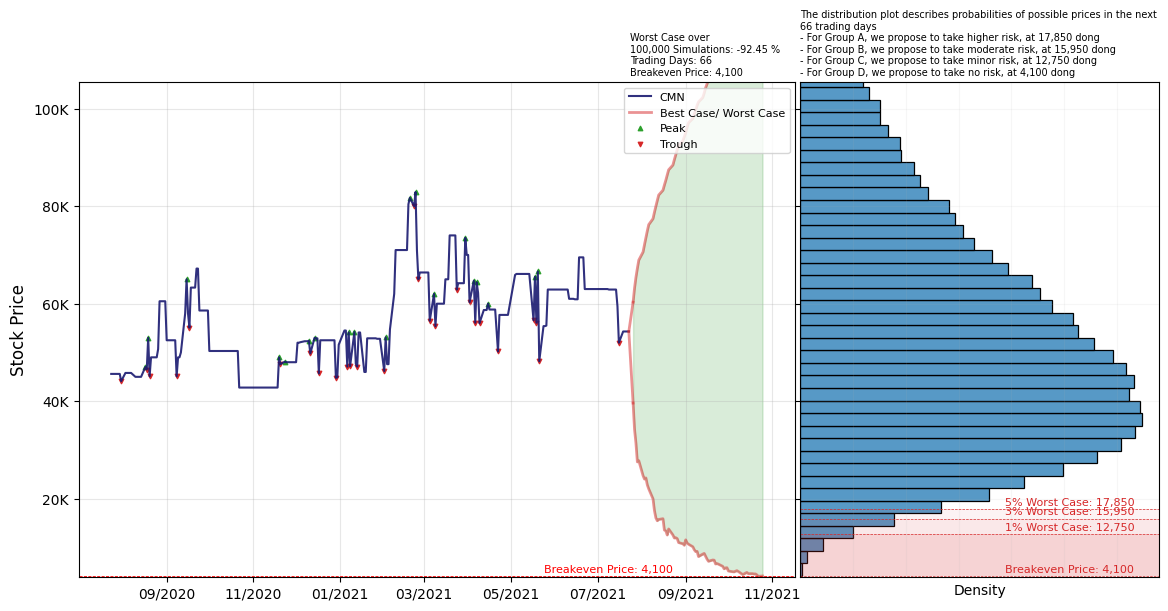 The distribution plot describes probabilities of possible prices in the next
66 trading days
- For Group A, we propose to take higher risk, at 17,850 dong
- For Group B, we propose to take moderate risk, at 15,950 dong
- For Group C, we propose to take minor risk, at 12,750 dong
- For Group D, we propose to take no risk, at 4,100 dong
Worst Case over
100,000 Simulations: -92.45 %
Trading Days: 66
Breakeven Price: 4,100
CMN
Best Case/ Worst Case
Peak
Trough
Stock Price
100K
80K
60K
40K
20K
Breakeven Price: 4,100
09/2020
11/2020
01/2021
03/2021
05/2021
07/2021
09/2021
11/2021
5% Worst Case: 17,850
3% Worst Case: 15,950
1% Worst Case: 12,750
Breakeven Price: 4,100
Density